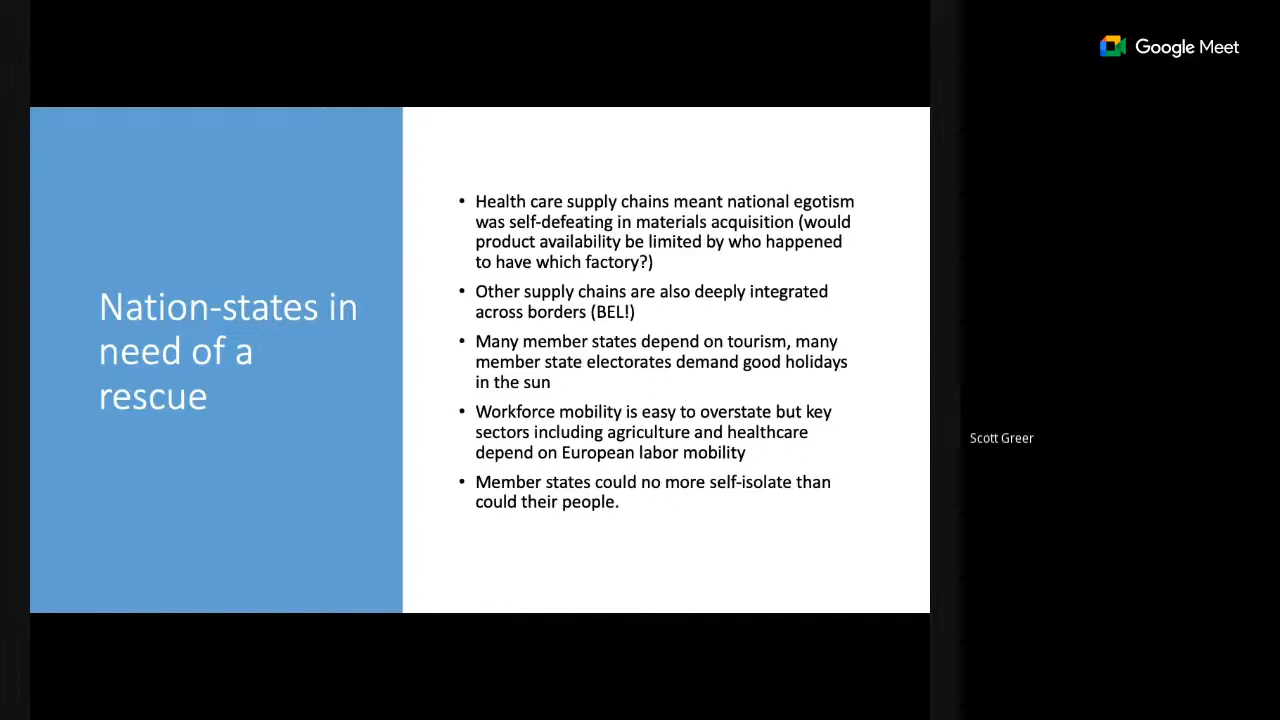 Google Meet
Nation-states in
need of a
rescue
• Health care supply chains meant national egotism
was self-defeating in materials acquisition (would
product availability be limited by who happened
to have which factory?)
• Other supply chains are also deeply integrated
across borders (BEL!)
• Many member states depend on tourism, many
member state electorates demand good holidays
in the sun
• Workforce mobility is easy to overstate but key
sectors including agriculture and healthcare
depend on European labor mobility
• Member states could no more self-isolate than
could their people.
Scott Greer